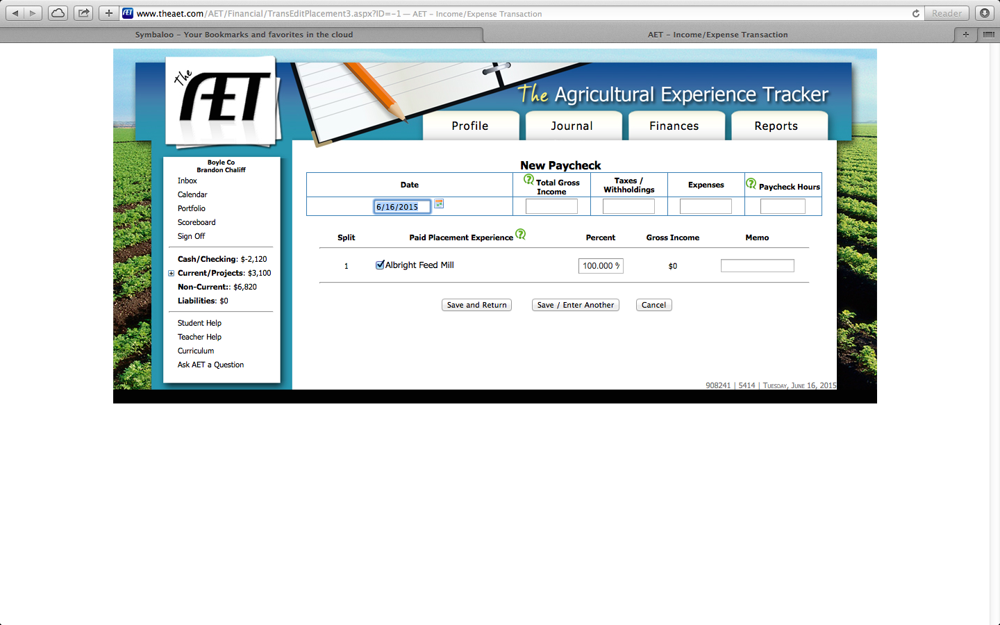 www.theaet.com/AET/Financial/TransEditPlacement3.aspx?ID=-1 — AET - Income/Expense Transaction
Reader
Symbaloo - Your Bookmarks and favorites in the cloud
AET - Income/Expense Transaction
The AET
The Agricultural Experience Tracker
Profile
Journal
Finances
Reports
Boyle Co
Brandon Chaliff
Inbox
Calendar
Portfolio
Scoreboard
Sign Off
Cash/Checking: $-2,120
Current/Projects: $3,100
Non-Current:: $6,820
Liabilities: $0
Student Help
Teacher Help
Curriculum
Ask AET a Question
New Paycheck
Date
Total Gross
Income
Taxes /
Withholdings
Expenses
Paycheck Hours
6/16/2015
Split
Paid Placement Experience
Percent
Gross Income
Memo
1
Albright Feed Mill
100.000 %
$0
Save and Return
Save / Enter Another
Cancel
908241 | 5414 | Tuesday, June 16, 2015